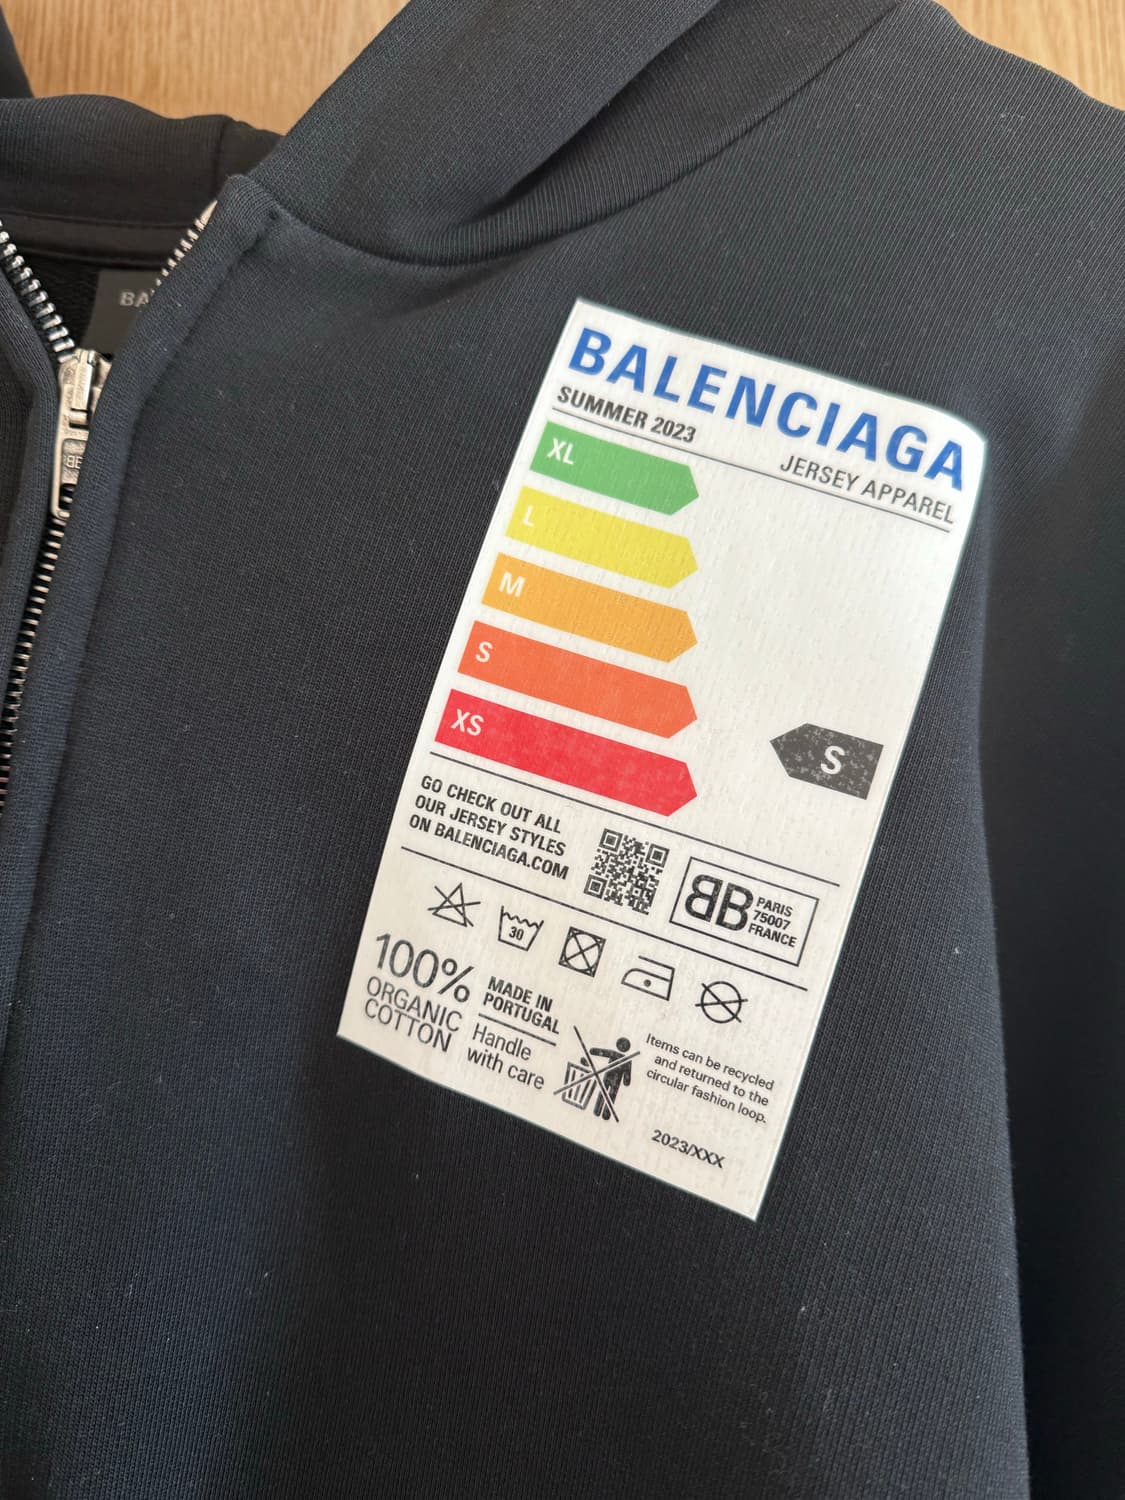 BALENCIAGA
SUMMER 2023
JERSEY APPAREL
XL
L
M
S
XS
S
GO CHECK OUT ALL
OUR JERSEY STYLES
ON BALENCIAGA.COM
BB
PARIS
75007
FRANCE
30
100%
ORGANIC
COTTON
MADE IN
PORTUGAL
Handle
with care
Items can be recycled
and returned to the
circular fashion loop.
2023/XXX